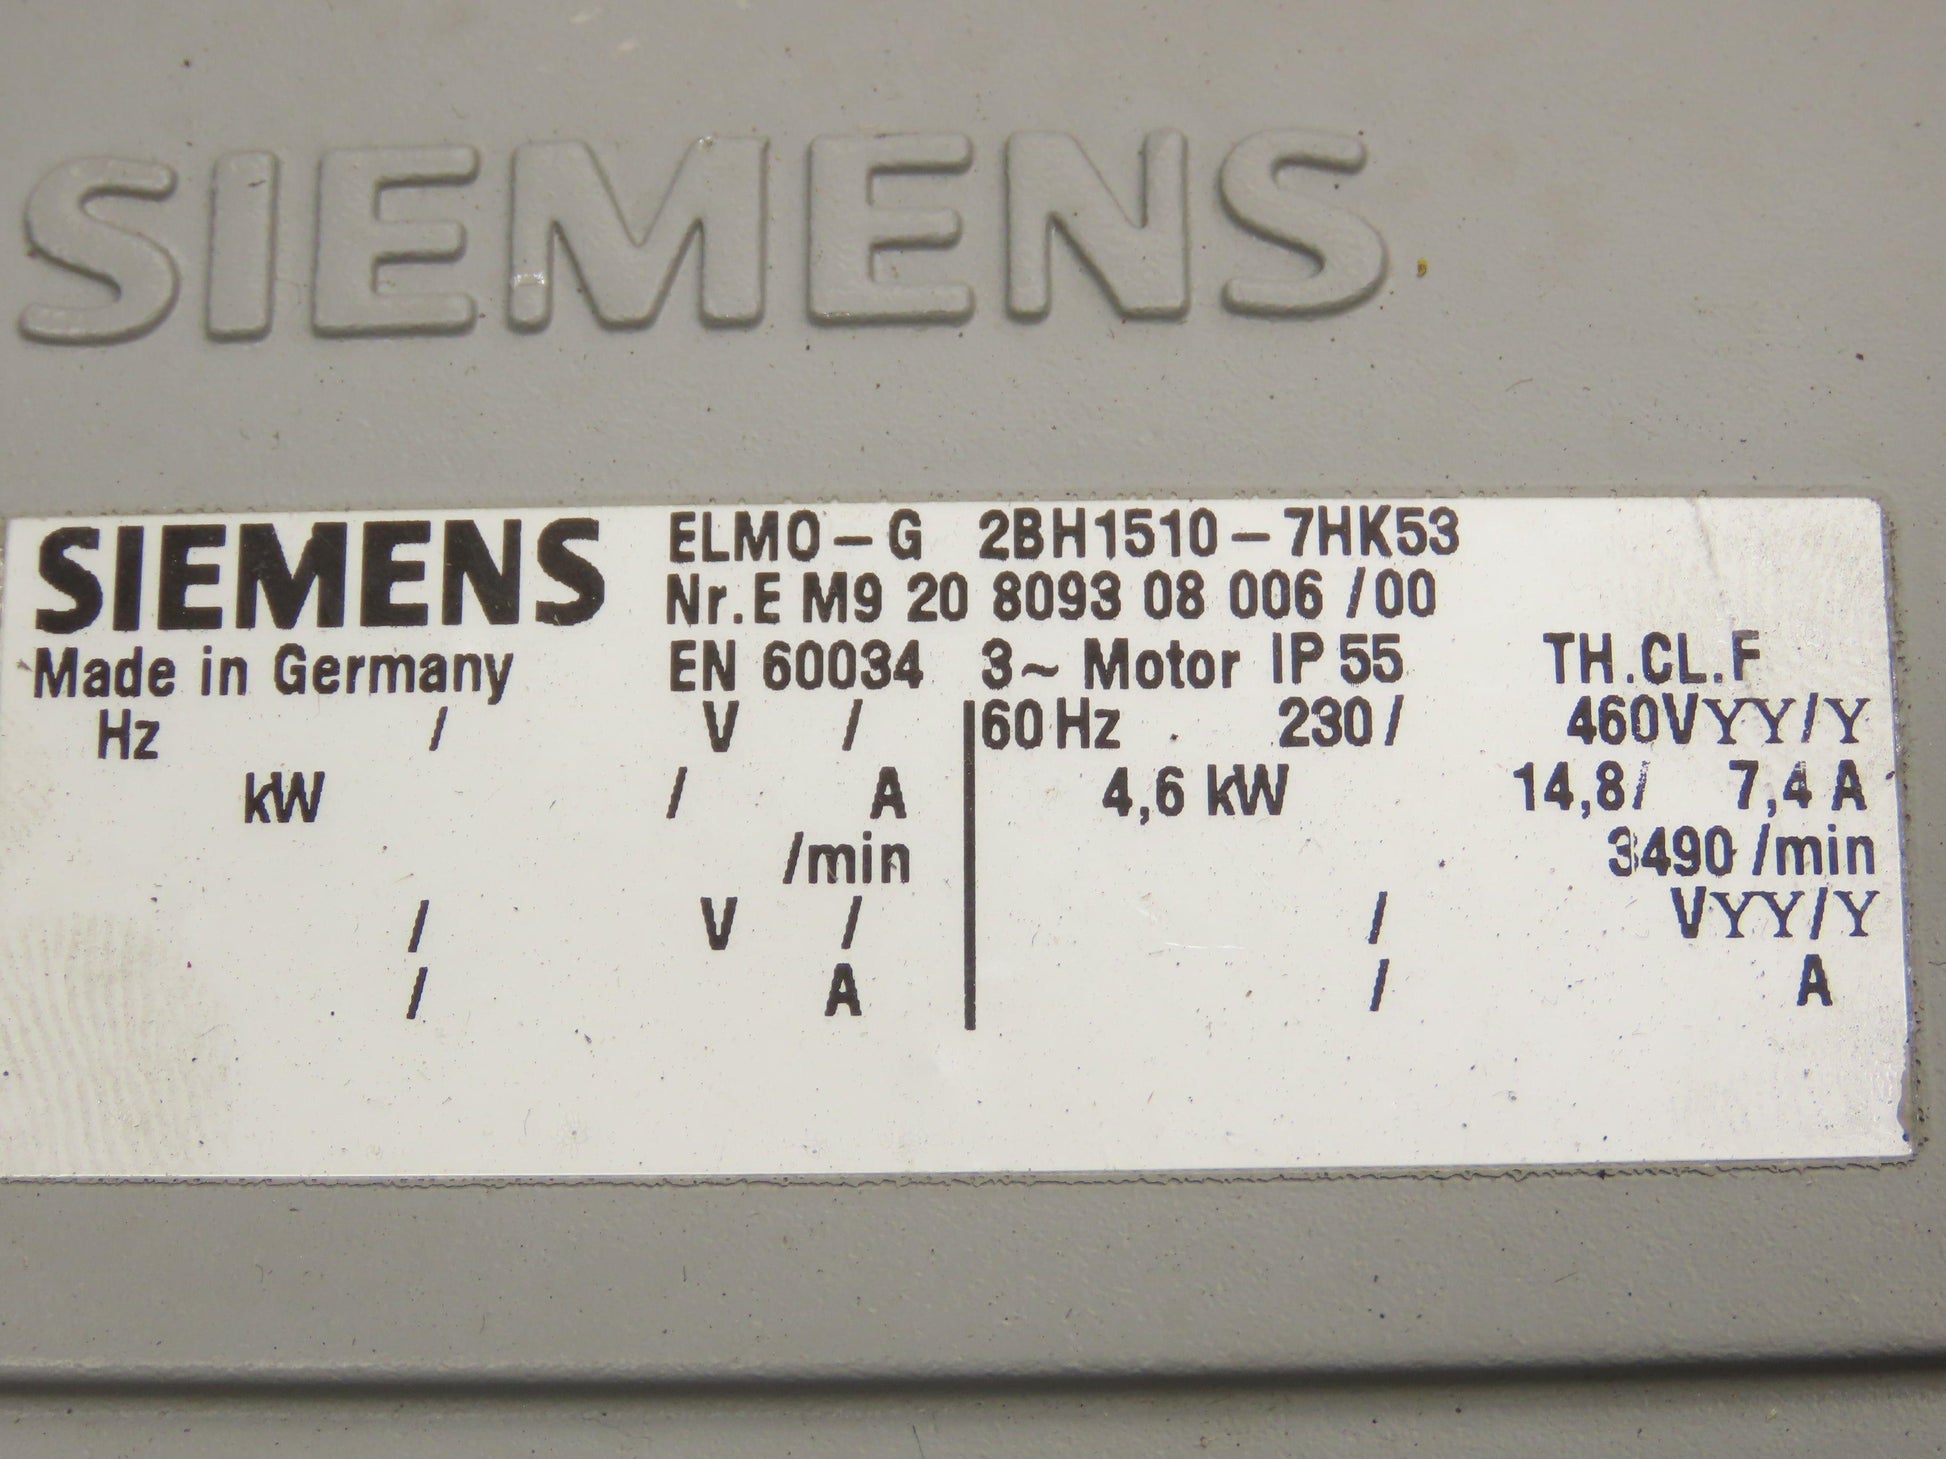 SIEMENS
SIEMENS ELMO-G 2BH1510-7HK53
Nr.E M9 20 8093 08 006 /00
Made in Germany EN 60034 3~ Motor IP 55 TH.CL.F
Hz / V / 60 Hz 230/ 460VYY/Y
kW / A 4,6 kW 14,8/ 7,4 A
/min 3490 /min
/ V / / VYY/Y
/ A / A